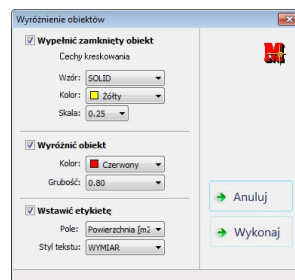 Wyróżnienie obiektów
Wypełnić zamknięty obiekt
Cechy kreskowania
Wzór: SOLID
Kolor: Żółty
Skala: 0.25
Wyróżnić obiekt
Kolor: Czerwony
Grubość: 0.80
Wstawić etykietę
Pole: Powierzchnia [m2
Styl tekstu: WYMIAR
Anuluj
Wykonaj